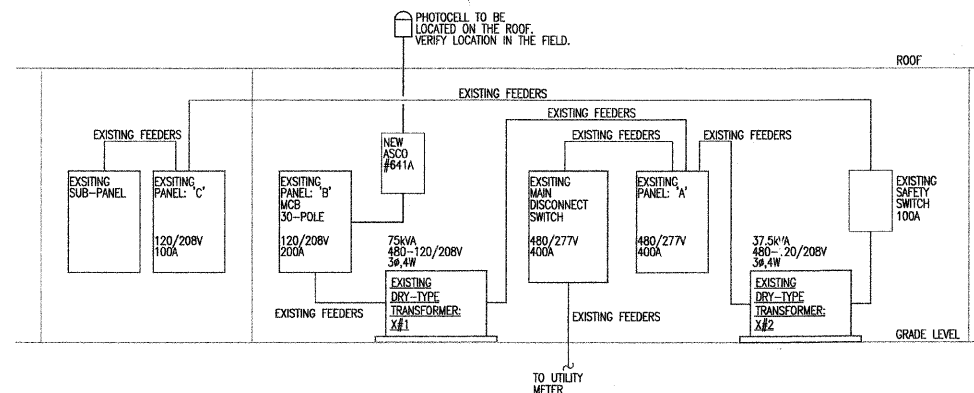 PHOTOCELL TO BE
LOCATED ON THE ROOF.
VERIFY LOCATION IN THE FIELD.
ROOF
EXISTING FEEDERS
EXISTING FEEDERS
EXISTING FEEDERS
EXISTING FEEDERS
EXISTING FEEDERS
NEW
ASCO
#641A
EXSITING
SUB-PANEL
EXSITING
PANEL: 'C'
120/208V
100A
EXSITING
PANEL: 'B'
MCB
30-POLE
120/208V
200A
75kVA
480-120/208V
3ø,4W
EXISTING
DRY-TYPE
TRANSFORMER:
X#1
EXISTING FEEDERS
EXSITING
MAIN
DISCONNECT
SWITCH
480/277V
400A
EXSITING
PANEL: 'A'
480/277V
400A
37.5kVA
480-120/208V
3ø,4W
EXISTING
DRY-TYPE
TRANSFORMER:
X#2
EXISTING
SAFETY
SWITCH
100A
EXISTING FEEDERS
GRADE LEVEL
TO UTILITY
METER